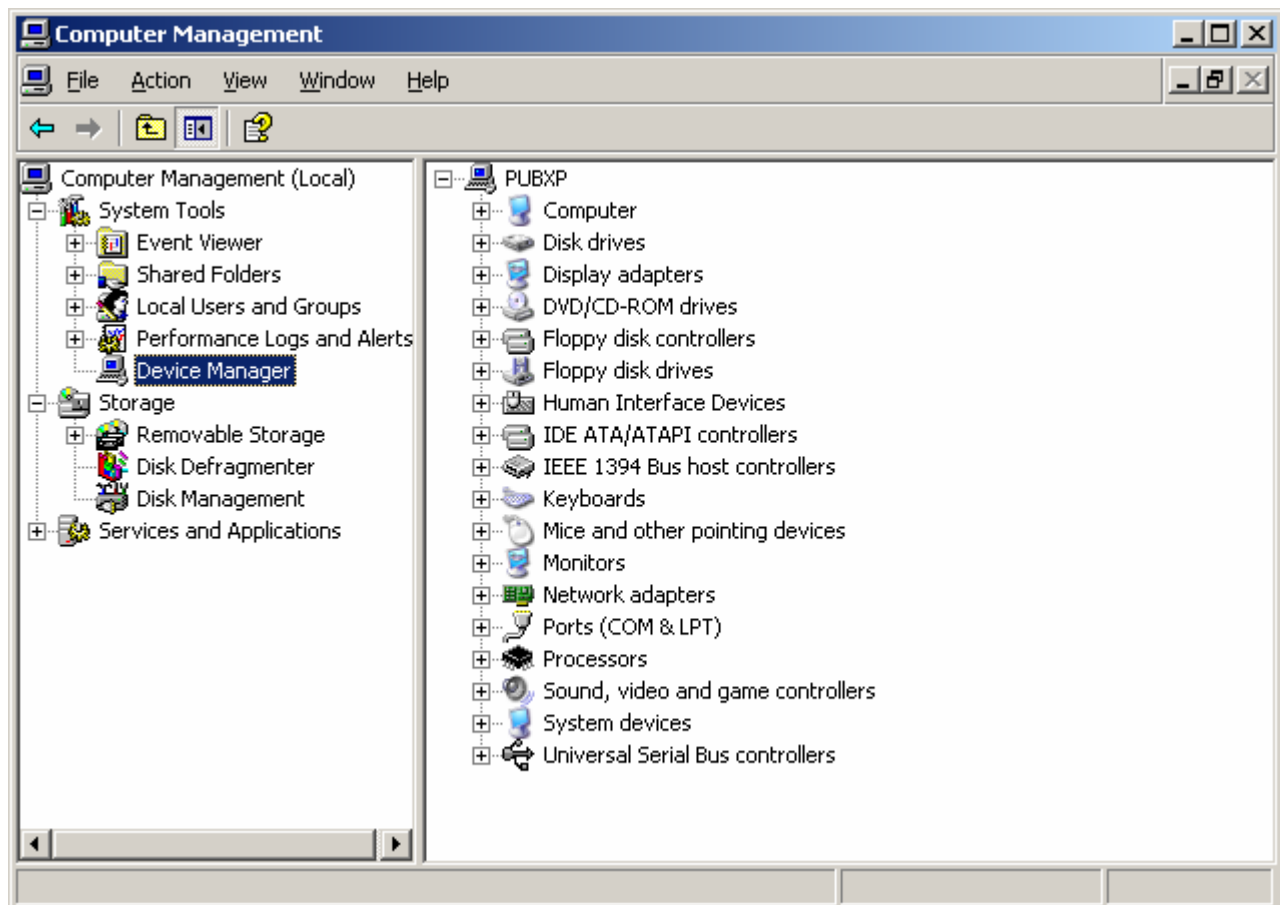 Computer Management
File Action View Window Help
Computer Management (Local)
System Tools
Event Viewer
Shared Folders
Local Users and Groups
Performance Logs and Alerts
Device Manager
Storage
Removable Storage
Disk Defragmenter
Disk Management
Services and Applications
PUBXP
Computer
Disk drives
Display adapters
DVD/CD-ROM drives
Floppy disk controllers
Floppy disk drives
Human Interface Devices
IDE ATA/ATAPI controllers
IEEE 1394 Bus host controllers
Keyboards
Mice and other pointing devices
Monitors
Network adapters
Ports (COM & LPT)
Processors
Sound, video and game controllers
System devices
Universal Serial Bus controllers